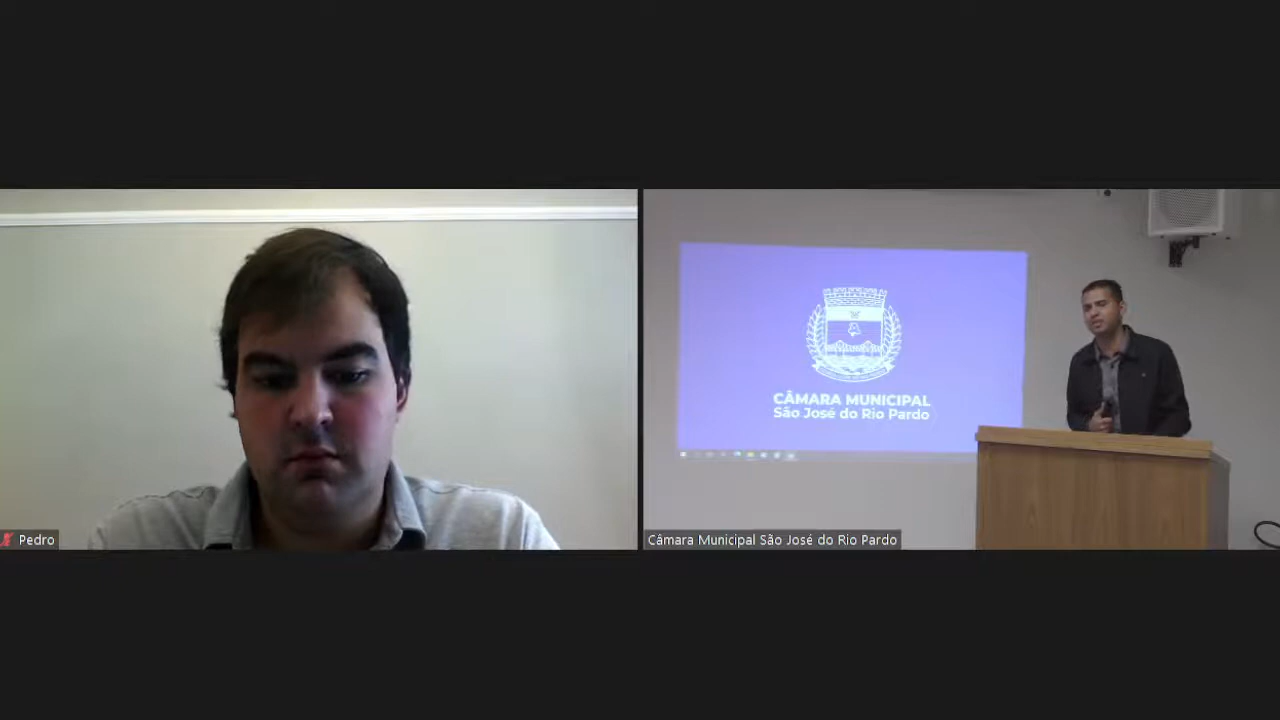 CÂMARA MUNICIPAL
São José do Rio Pardo
Pedro
Câmara Municipal São José do Rio Pardo